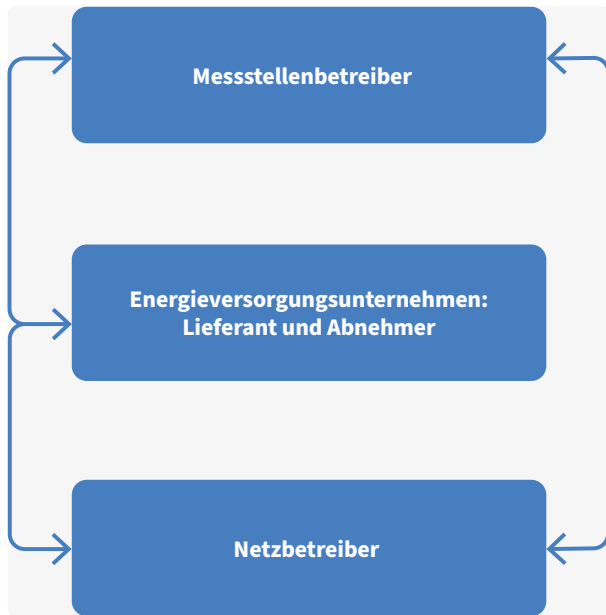 Messstellenbetreiber
Energieversorgungsunternehmen:
Lieferant und Abnehmer
Netzbetreiber